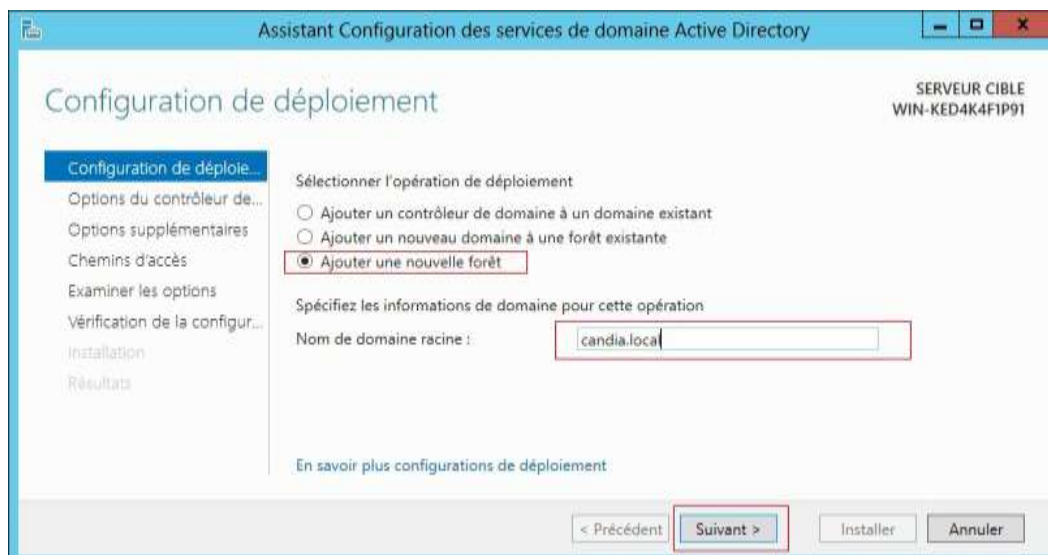 Assistant Configuration des services de domaine Active Directory
Configuration de déploiement
SERVEUR CIBLE
WIN-KED4K4F1P91
Configuration de déploie...
Options du contrôleur de...
Options supplémentaires
Chemins d'accès
Examiner les options
Vérification de la configur...
Installation
Résultats
Sélectionner l'opération de déploiement
Ajouter un contrôleur de domaine à un domaine existant
Ajouter un nouveau domaine à une forêt existante
Ajouter une nouvelle forêt
Spécifiez les informations de domaine pour cette opération
Nom de domaine racine : candia.local
En savoir plus configurations de déploiement
< Précédent Suivant > Installer Annuler